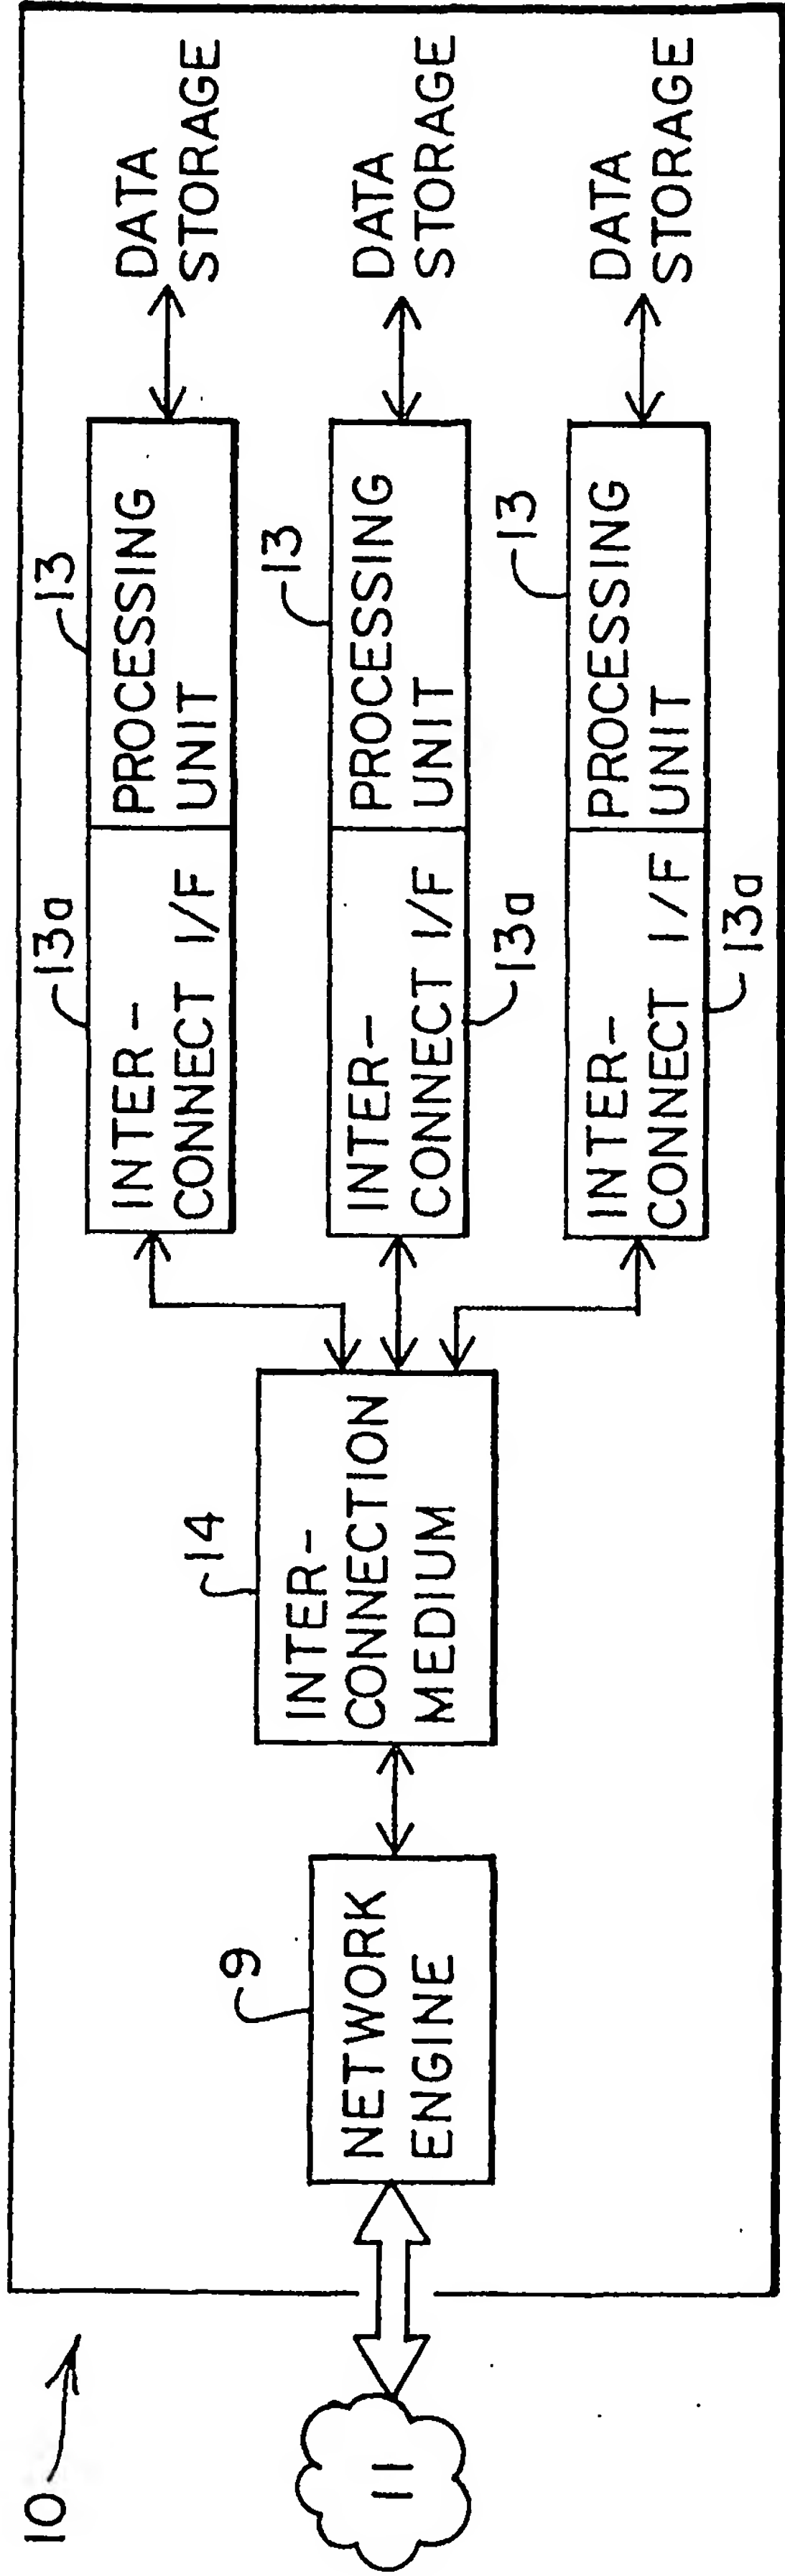 10
11
9
NETWORK
ENGINE
14
INTER-
CONNECTION
MEDIUM
13a
INTER-
CONNECT I/F
13
PROCESSING
UNIT
DATA
STORAGE
INTER-
CONNECT I/F
13a
13
PROCESSING
UNIT
DATA
STORAGE
INTER-
CONNECT I/F
13a
13
PROCESSING
UNIT
DATA
STORAGE